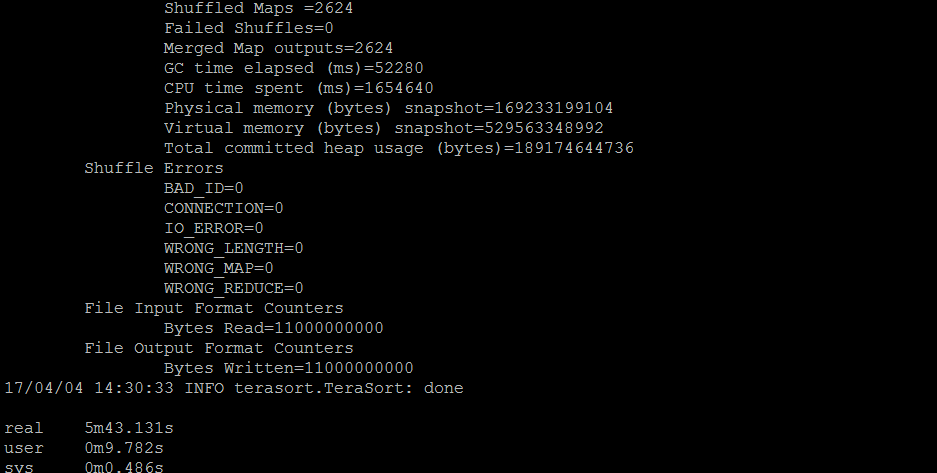 Shuffled Maps =2624
Failed Shuffles=0
Merged Map outputs=2624
GC time elapsed (ms)=52280
CPU time spent (ms)=1654640
Physical memory (bytes) snapshot=169233199104
Virtual memory (bytes) snapshot=529563348992
Total committed heap usage (bytes)=189174644736
Shuffle Errors
BAD_ID=0
CONNECTION=0
IO_ERROR=0
WRONG_LENGTH=0
WRONG_MAP=0
WRONG_REDUCE=0
File Input Format Counters
Bytes Read=11000000000
File Output Format Counters
Bytes Written=11000000000
17/04/04 14:30:33 INFO terasort.TeraSort: done
real 5m43.131s
user 0m9.782s
sys 0m0.486s